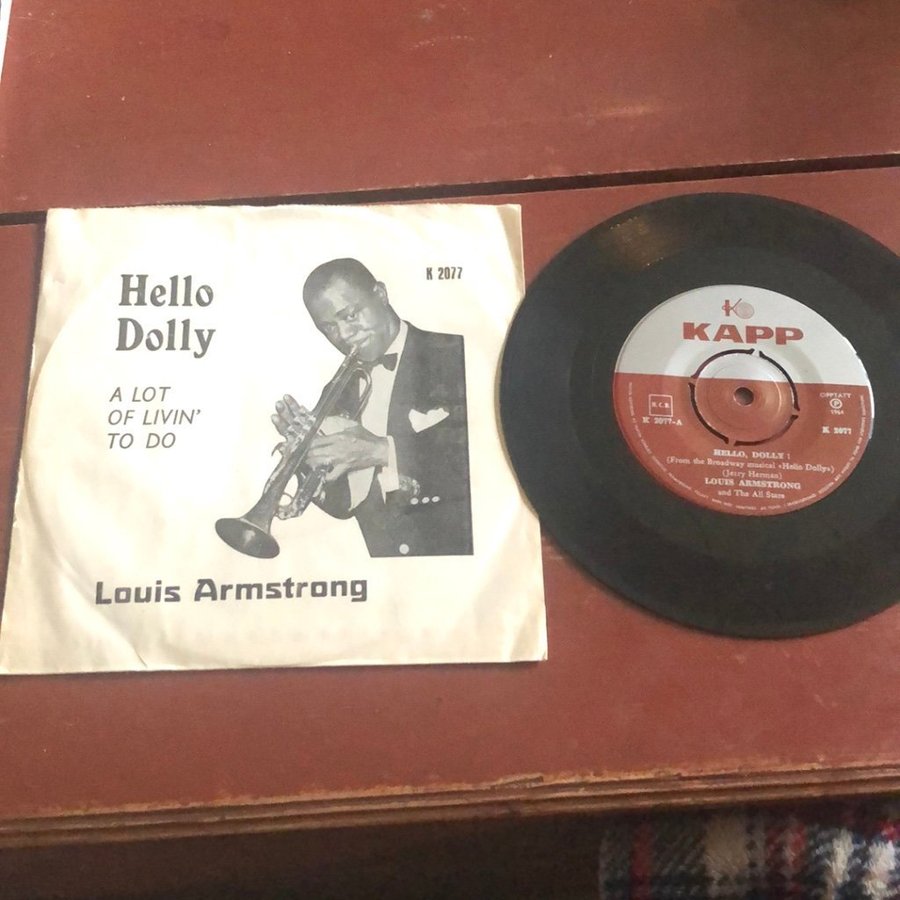 Hello
Dolly
K 2077
A LOT
OF LIVIN'
TO DO
Louis Armstrong
K
KAPP
N.C.B.
K 2077-A
OPPTATT
P
1964
K 2077
HELLO, DOLLY !
(From the Broadway musical «Hello Dolly»)
(Jerry Herman)
LOUIS ARMSTRONG
and The All Stars